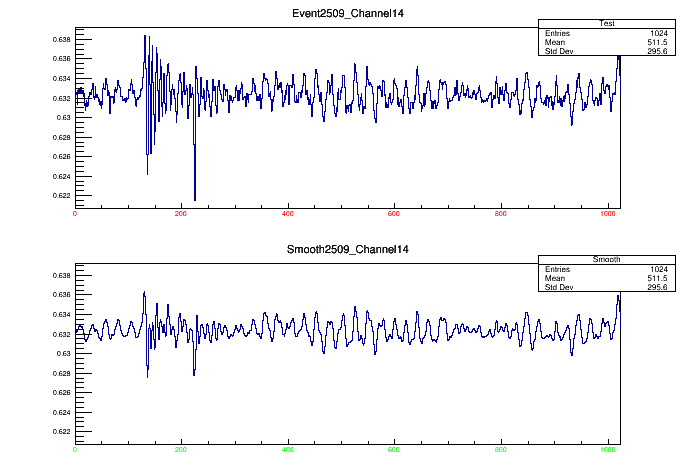 Event2509_Channel14
Test
Entries 1024
Mean 511.5
Std Dev 295.6
0.638
0.636
0.634
0.632
0.63
0.628
0.626
0.624
0.622
0 200 400 600 800 1000
Smooth2509_Channel14
Smooth
Entries 1024
Mean 511.5
Std Dev 295.6
0.638
0.636
0.634
0.632
0.63
0.628
0.626
0.624
0.622
0 200 400 600 800 1000